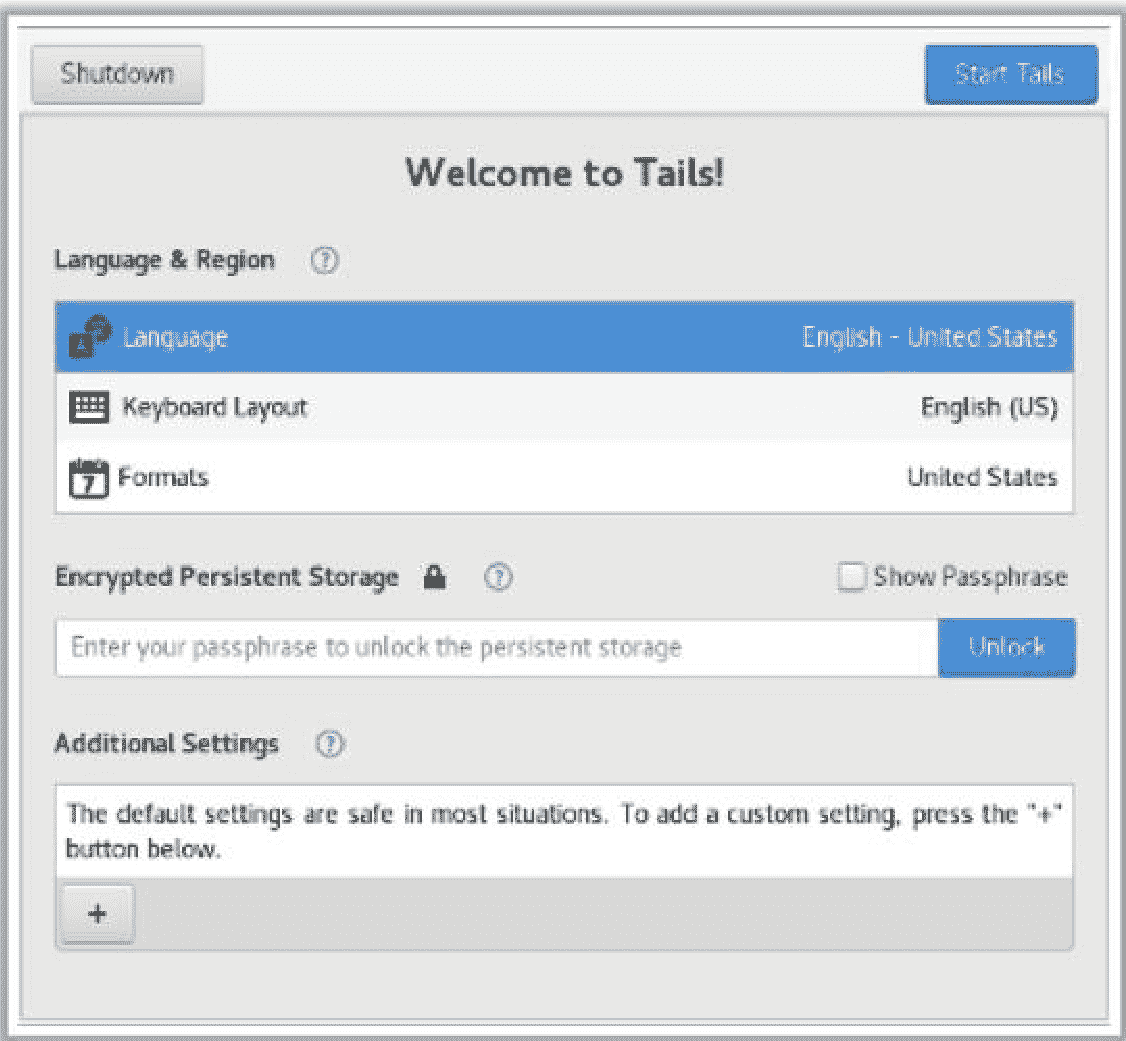 Shutdown
Start Tails
Welcome to Tails!
Language & Region ?
Language English - United States
Keyboard Layout English (US)
7 Formats United States
Encrypted Persistent Storage ? Show Passphrase
Enter your passphrase to unlock the persistent storage Unlock
Additional Settings ?
The default settings are safe in most situations. To add a custom setting, press the "+"
button below.
+